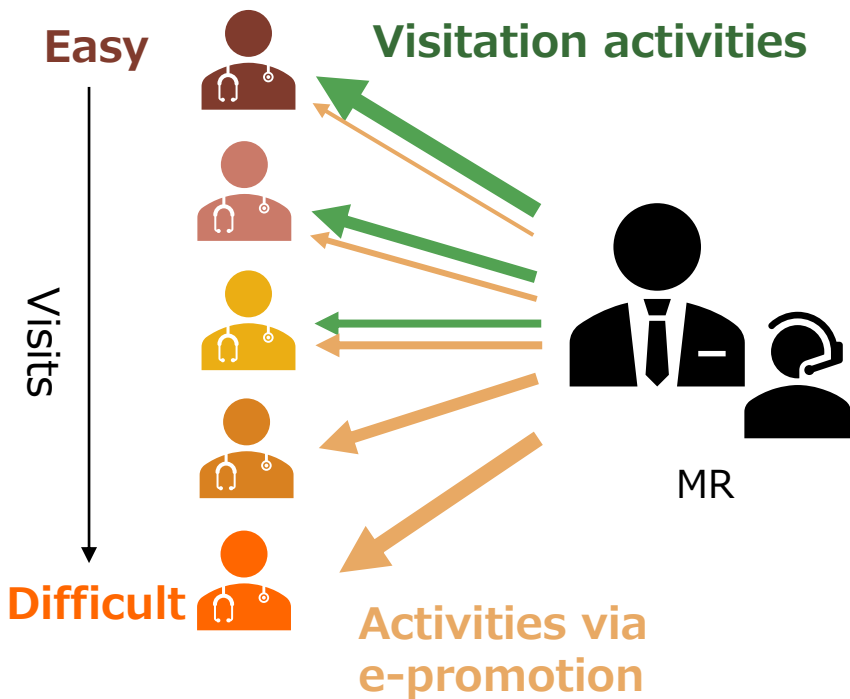 Easy
Visitation activities
Visits
MR
Difficult
Activities via
e-promotion